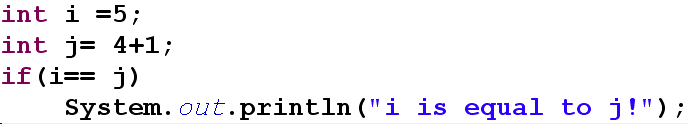 int i =5;
int j= 4+1;
if(i== j)
    System.out.println("i is equal to j!");